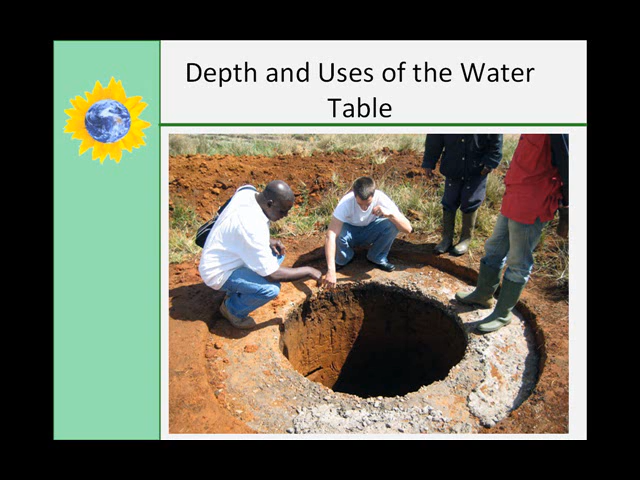 Depth and Uses of the Water
Table